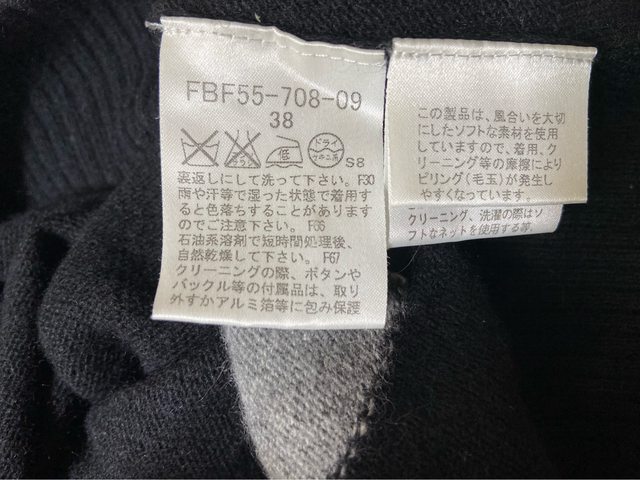 FBF55-708-09
38
低
ドライ
セキユ系
S8
裏返しにして洗って下さい。F30
雨や汗等で湿った状態で着用す
ると色落ちすることがあります
のでご注意下さい。F66
石油系溶剤で短時間処理後、
自然乾燥して下さい。F67
クリーニングの際、ボタンや
バックル等の付属品は、取り
外すかアルミ箔等に包み保護
この製品は、風合いを大切
にしたソフトな素材を使用
していますので、着用、ク
リーニング等の摩擦により
ピリング(毛玉)が発生し
やすくなっています。
クリーニング、洗濯の際はソ
フトなネットを使用する等、